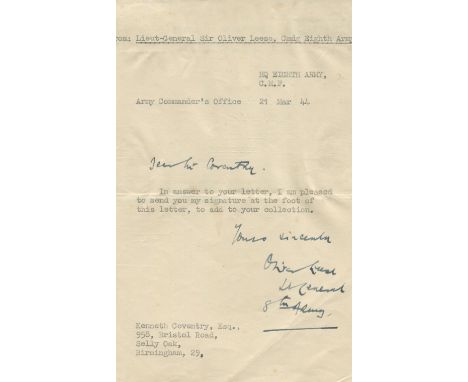 From: Lieut-General Sir Oliver Leese, Cmdg Eighth Army
HQ EIGHTH ARMY,
C.M.F.
Army Commander's Office 21 Mar 44
Dear Mr Coventry.
In answer to your letter, I am pleased
to send you my signature at the foot of
this letter, to add to your collection.
Yours sincerely
Oliver Leese
Lt General
8th Army.
Kenneth Coventry, Esq.,
958, Bristol Road,
Selly Oak,
Birmingham, 29,